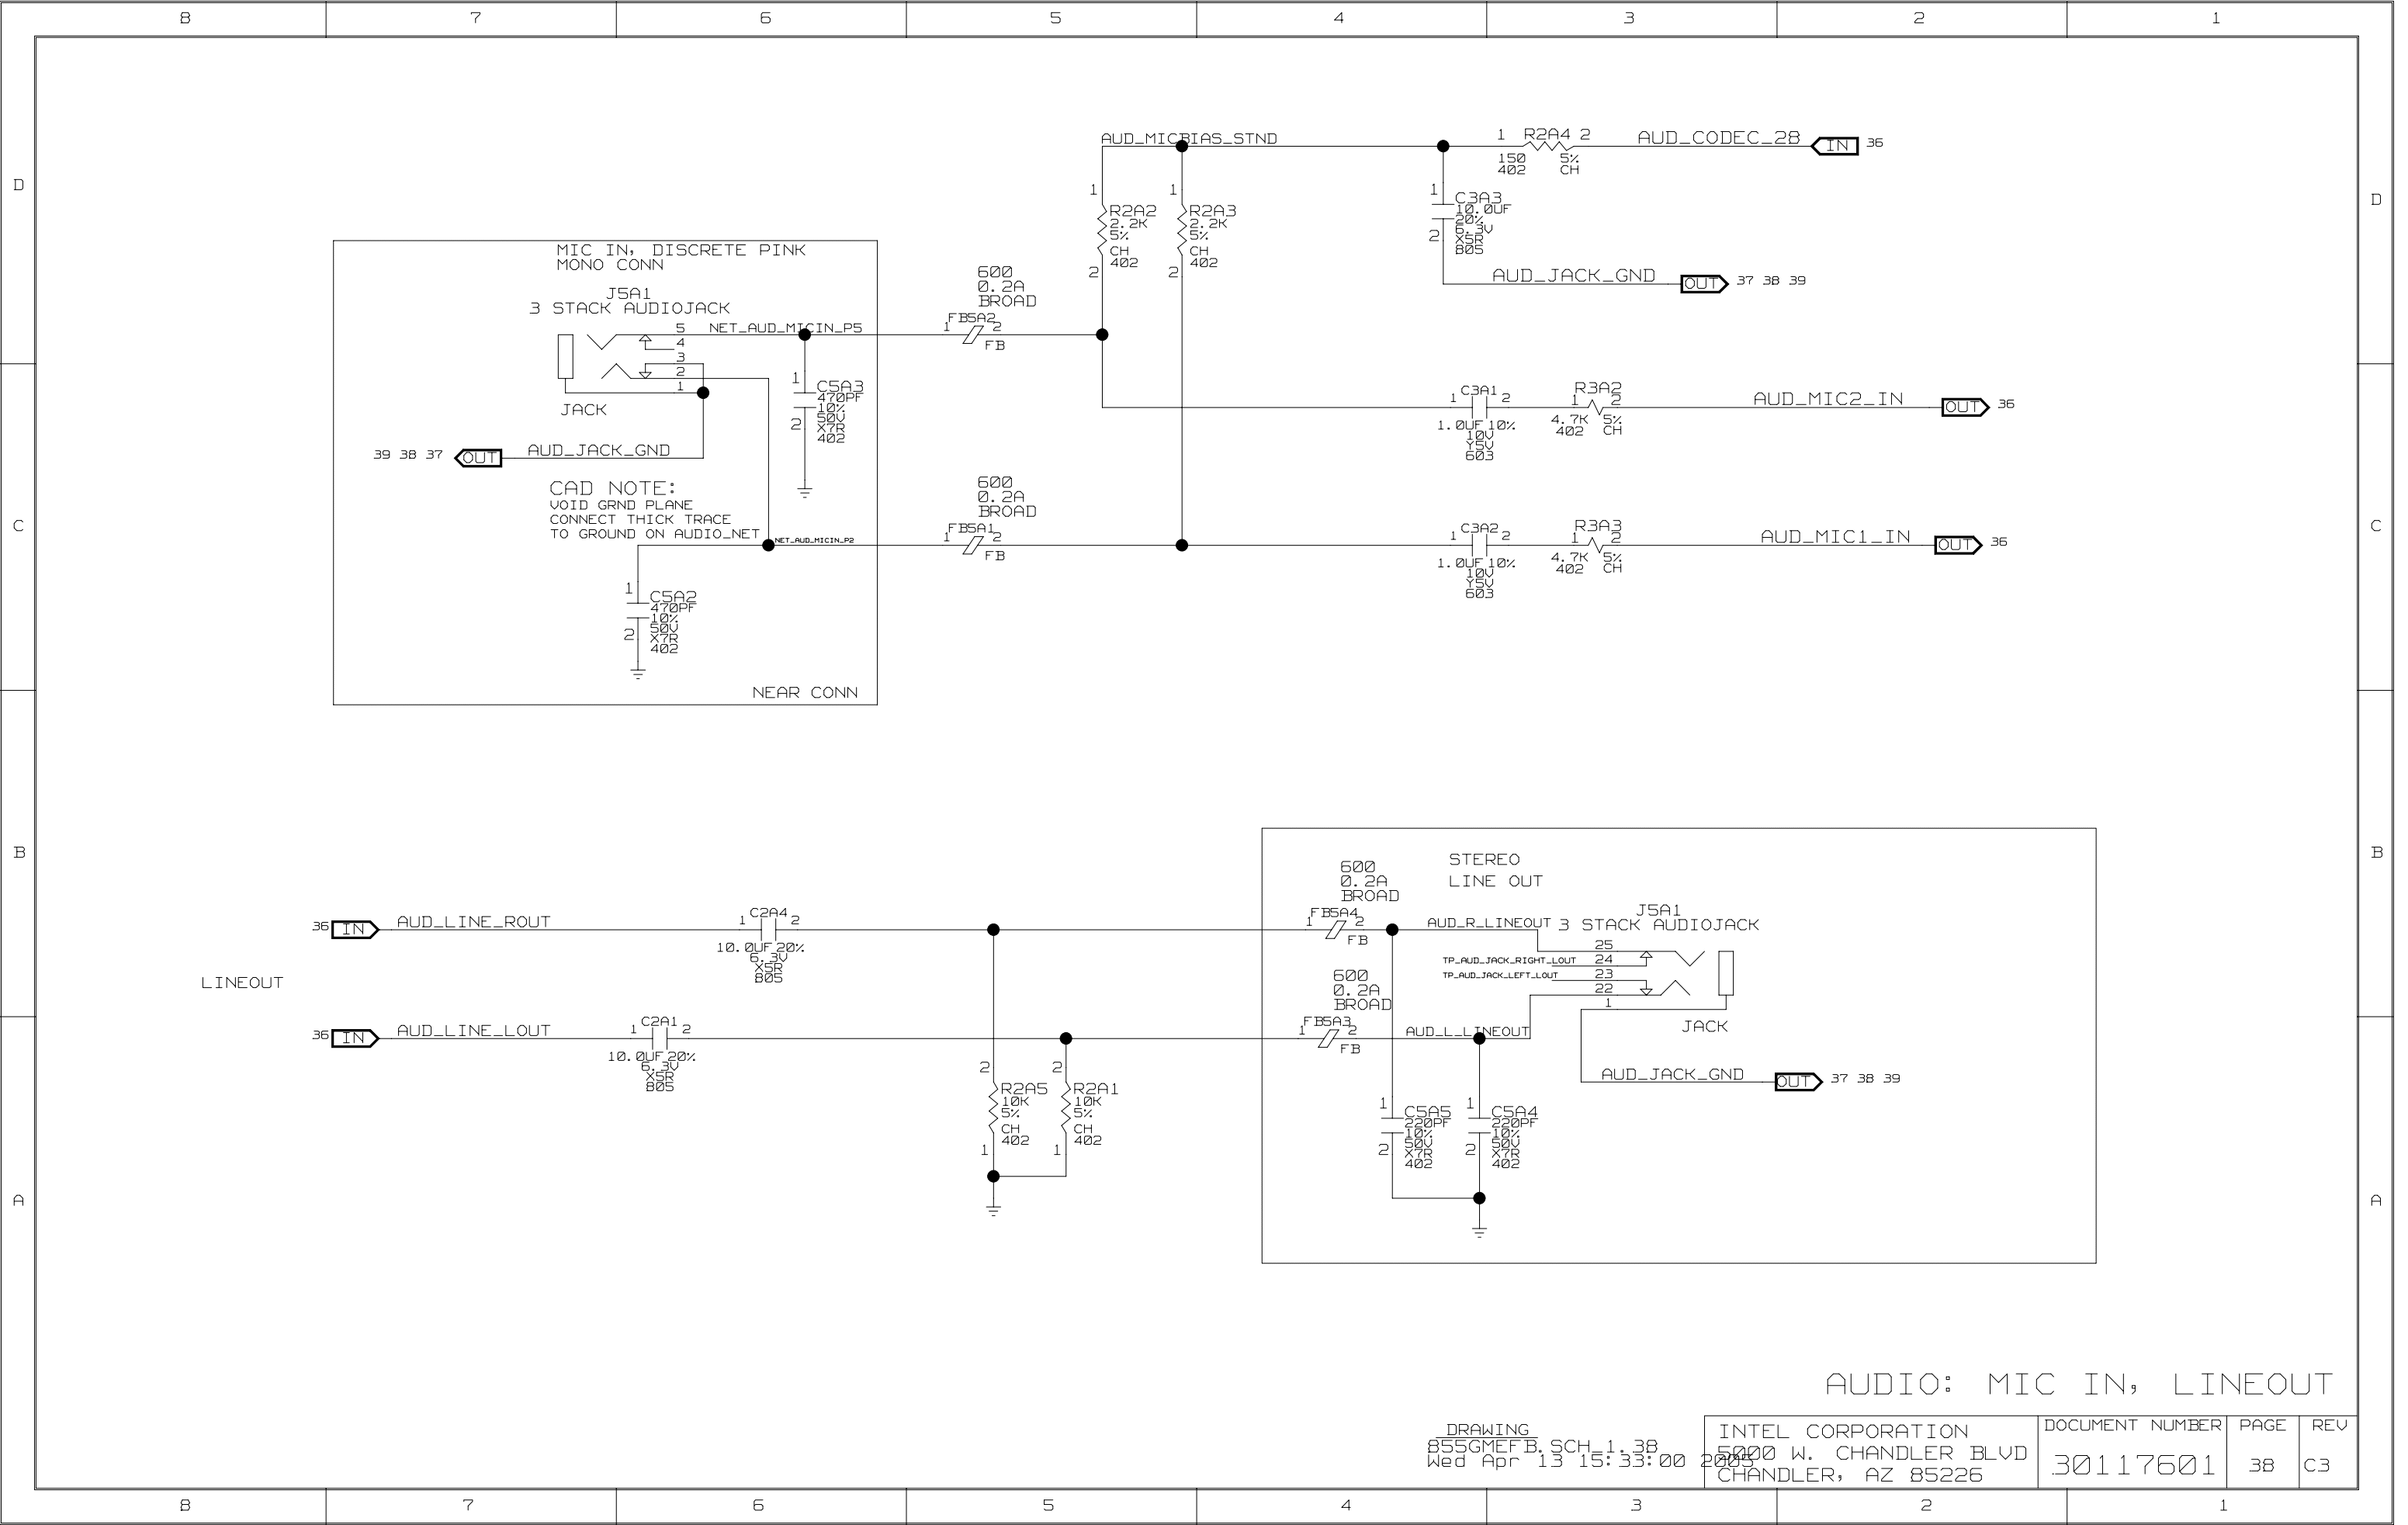 8 7 6 5 4 3 2 1
D
D
C
C
B
B
A
A
AUD_MICBIAS_STND
1 R2A4 2
150 5%
402 CH
AUD_CODEC_28
IN 36
1
R2A2
2.2K
5%
CH
402
2
1
R2A3
2.2K
5%
CH
402
2
1
C3A3
10.0UF
20%
6.3V
X5R
805
2
AUD_JACK_GND
OUT 37 38 39
MIC IN, DISCRETE PINK
MONO CONN
J5A1
3 STACK AUDIOJACK
5
4
3
2
1
NET_AUD_MICIN_P5
JACK
1
C5A3
470PF
10%
50V
X7R
402
2
39 38 37 OUT
AUD_JACK_GND
CAD NOTE:
VOID GRND PLANE
CONNECT THICK TRACE
TO GROUND ON AUDIO_NET
NET_AUD_MICIN_P2
1
C5A2
470PF
10%
50V
X7R
402
2
NEAR CONN
600
0.2A
BROAD
FB5A2
1 2
FB
600
0.2A
BROAD
FB5A1
1 2
FB
C3A1
1 2
1.0UF 10%
10V
Y5V
603
R3A2
1 2
4.7K 5%
402 CH
AUD_MIC2_IN
OUT 36
C3A2
1 2
1.0UF 10%
10V
Y5V
603
R3A3
1 2
4.7K 5%
402 CH
AUD_MIC1_IN
OUT 36
LINEOUT
36 IN
AUD_LINE_ROUT
C2A4
1 2
10.0UF 20%
6.3V
X5R
805
36 IN
AUD_LINE_LOUT
C2A1
1 2
10.0UF 20%
6.3V
X5R
805
2
R2A5
10K
5%
CH
402
1
2
R2A1
10K
5%
CH
402
1
600
0.2A
BROAD
FB5A4
1 2
FB
600
0.2A
BROAD
FB5A3
1 2
FB
STEREO
LINE OUT
AUD_R_LINEOUT
J5A1
3 STACK AUDIOJACK
25
TP_AUD_JACK_RIGHT_LOUT 24
TP_AUD_JACK_LEFT_LOUT 23
22
1
AUD_L_LINEOUT
JACK
AUD_JACK_GND
OUT 37 38 39
1
C5A5
220PF
10%
50V
X7R
402
2
1
C5A4
220PF
10%
50V
X7R
402
2
AUDIO: MIC IN, LINEOUT
DRAWING
855GMEFB.SCH_1.38
Wed Apr 13 15:33:00 2005
INTEL CORPORATION
5000 W. CHANDLER BLVD
CHANDLER, AZ 85226
DOCUMENT NUMBER
30117601
PAGE
38
REV
C3
8 7 6 5 4 3 2 1